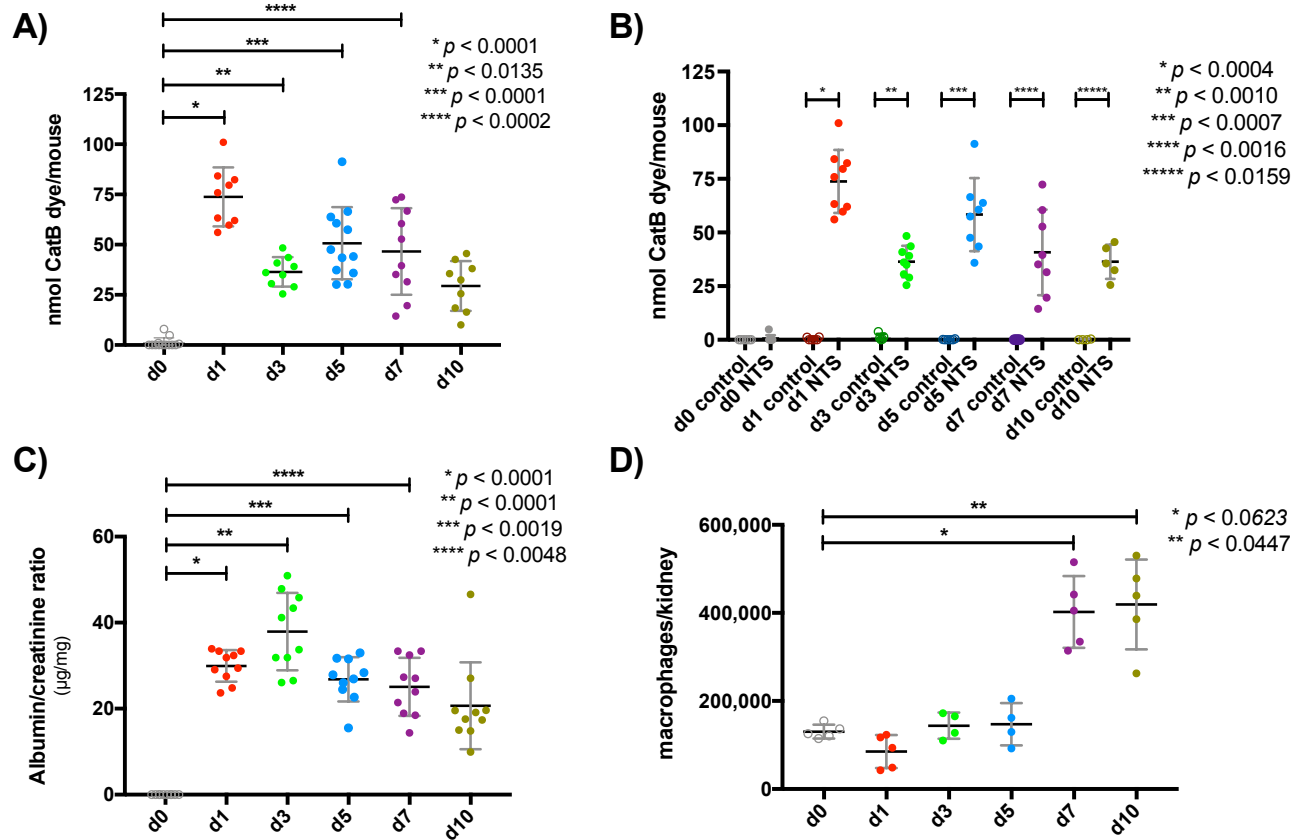 A)
****
***
**
*
* p < 0.0001
** p < 0.0135
*** p < 0.0001
**** p < 0.0002
nmol CatB dye/mouse
125
100
75
50
25
0
d0 d1 d3 d5 d7 d10
B)
* ** *** **** *****
* p < 0.0004
** p < 0.0010
*** p < 0.0007
**** p < 0.0016
***** p < 0.0159
nmol CatB dye/mouse
125
100
75
50
25
0
d0 control
d0 NTS
d1 control
d1 NTS
d3 control
d3 NTS
d5 control
d5 NTS
d7 control
d7 NTS
d10 control
d10 NTS
C)
****
***
**
*
* p < 0.0001
** p < 0.0001
*** p < 0.0019
**** p < 0.0048
Albumin/creatinine ratio
(µg/mg)
60
40
20
0
d0 d1 d3 d5 d7 d10
D)
**
*
* p < 0.0623
** p < 0.0447
macrophages/kidney
600,000
400,000
200,000
0
d0 d1 d3 d5 d7 d10